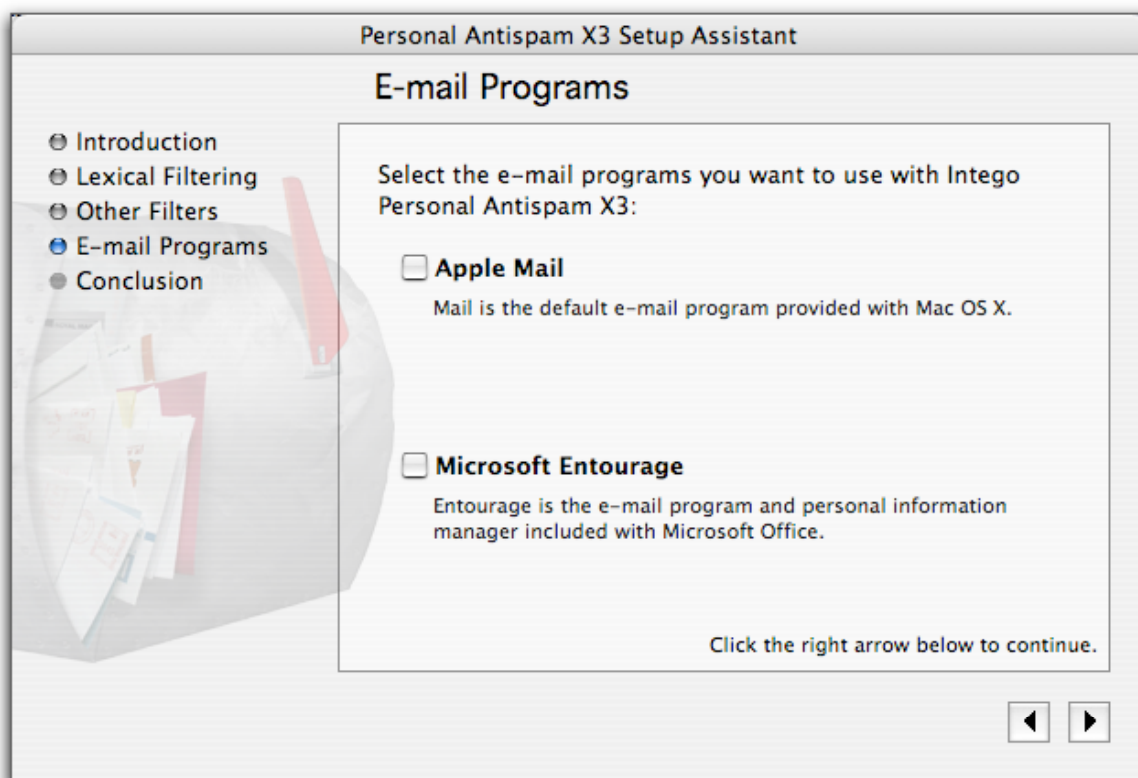 Personal Antispam X3 Setup Assistant
E-mail Programs
Introduction
Lexical Filtering
Other Filters
E-mail Programs
Conclusion
Select the e-mail programs you want to use with Intego
Personal Antispam X3:
Apple Mail
Mail is the default e-mail program provided with Mac OS X.
Microsoft Entourage
Entourage is the e-mail program and personal information
manager included with Microsoft Office.
Click the right arrow below to continue.